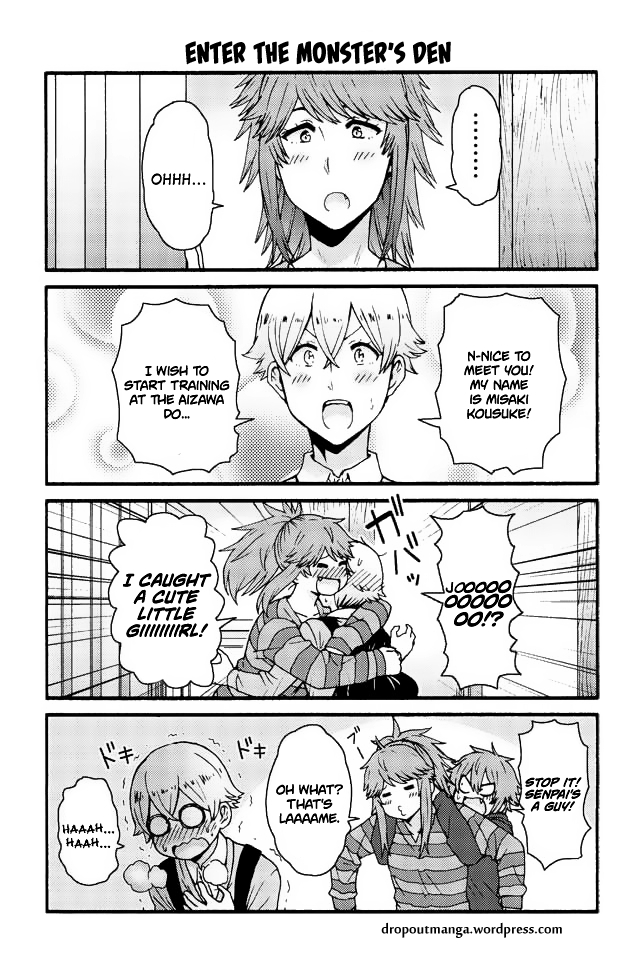 ENTER THE MONSTER'S DEN
........
OHHH...
N-NICE TO
MEET YOU!
MY NAME
IS MISAKI
KOUSUKE!
I WISH TO
START TRAINING
AT THE AIZAWA
DO...
ガバッ
JOOOOO
OOOOOO
OO!?
I CAUGHT
A CUTE
LITTLE
GIIIIIIIIRL!
STOP IT!
SENPAI'S
A GUY!
ブー
OH WHAT?
THAT'S
LAAAAME.
ドキ
ドキ
HAAAH...
HAAH...
dropoutmanga.wordpress.com